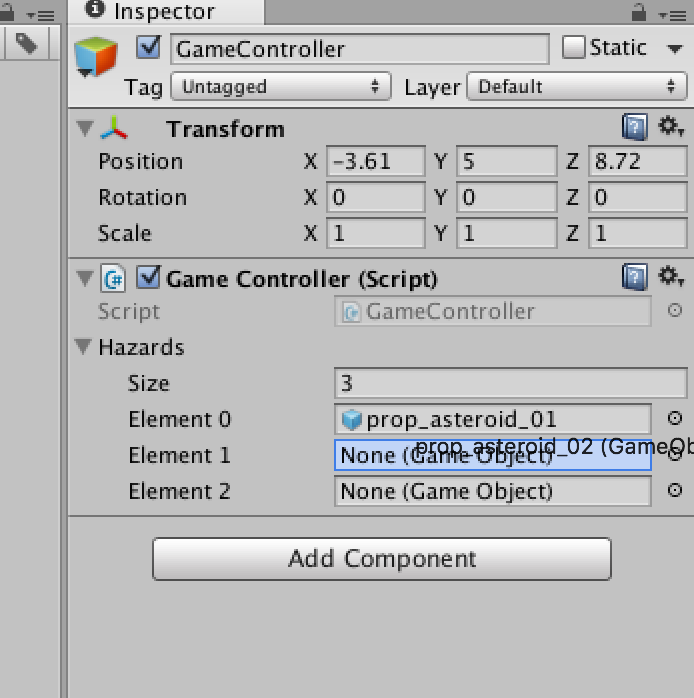 Inspector
GameController Static
Tag Untagged Layer Default
Transform
Position X -3.61 Y 5 Z 8.72
Rotation X 0 Y 0 Z 0
Scale X 1 Y 1 Z 1
C# Game Controller (Script)
Script GameController
Hazards
Size 3
Element 0 prop_asteroid_01
prop_asteroid_02 (GameOb
Element 1 None (Game Object)
Element 2 None (Game Object)
Add Component